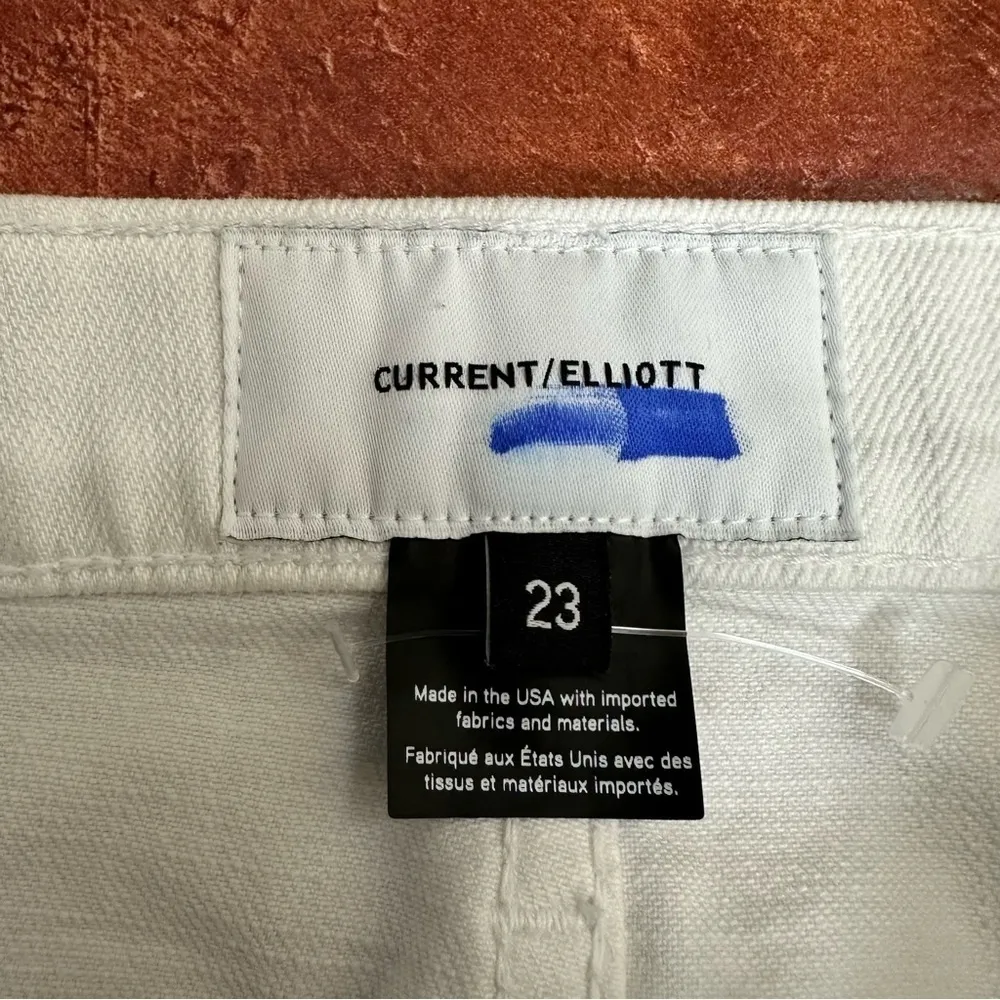 CURRENT/ELLIOTT
23
Made in the USA with imported
fabrics and materials.
Fabriqué aux États Unis avec des
tissus et matériaux importés.